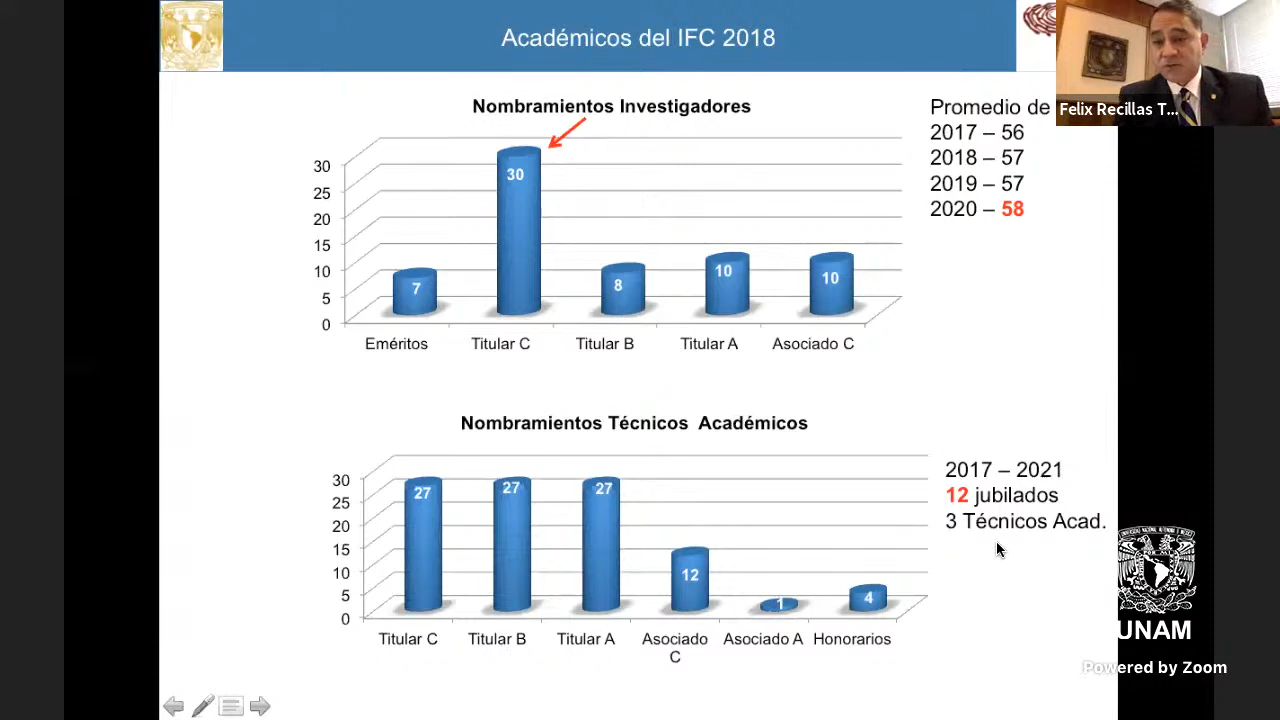 Académicos del IFC 2018
Nombramientos Investigadores
30
25
20
15
10
5
0
7
30
8
10
10
Eméritos
Titular C
Titular B
Titular A
Asociado C
Promedio de
2017 – 56
2018 – 57
2019 – 57
2020 – 58
Felix Recillas T...
Nombramientos Técnicos Académicos
30
25
20
15
10
5
0
27
27
27
12
1
4
Titular C
Titular B
Titular A
Asociado
C
Asociado A
Honorarios
2017 – 2021
12 jubilados
3 Técnicos Acad.
UNAM
Powered by Zoom